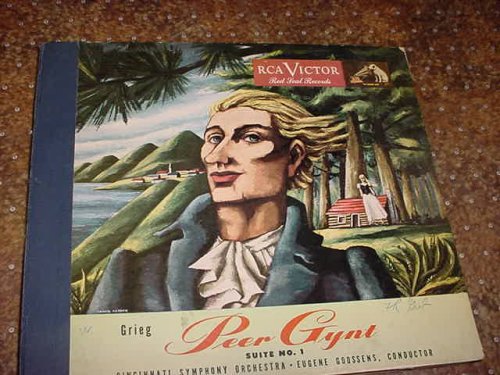 RCA VICTOR
Red Seal Records
Grieg
Peer Gynt
SUITE NO. 1
CINCINNATI SYMPHONY ORCHESTRA - EUGENE GOOSSENS, CONDUCTOR